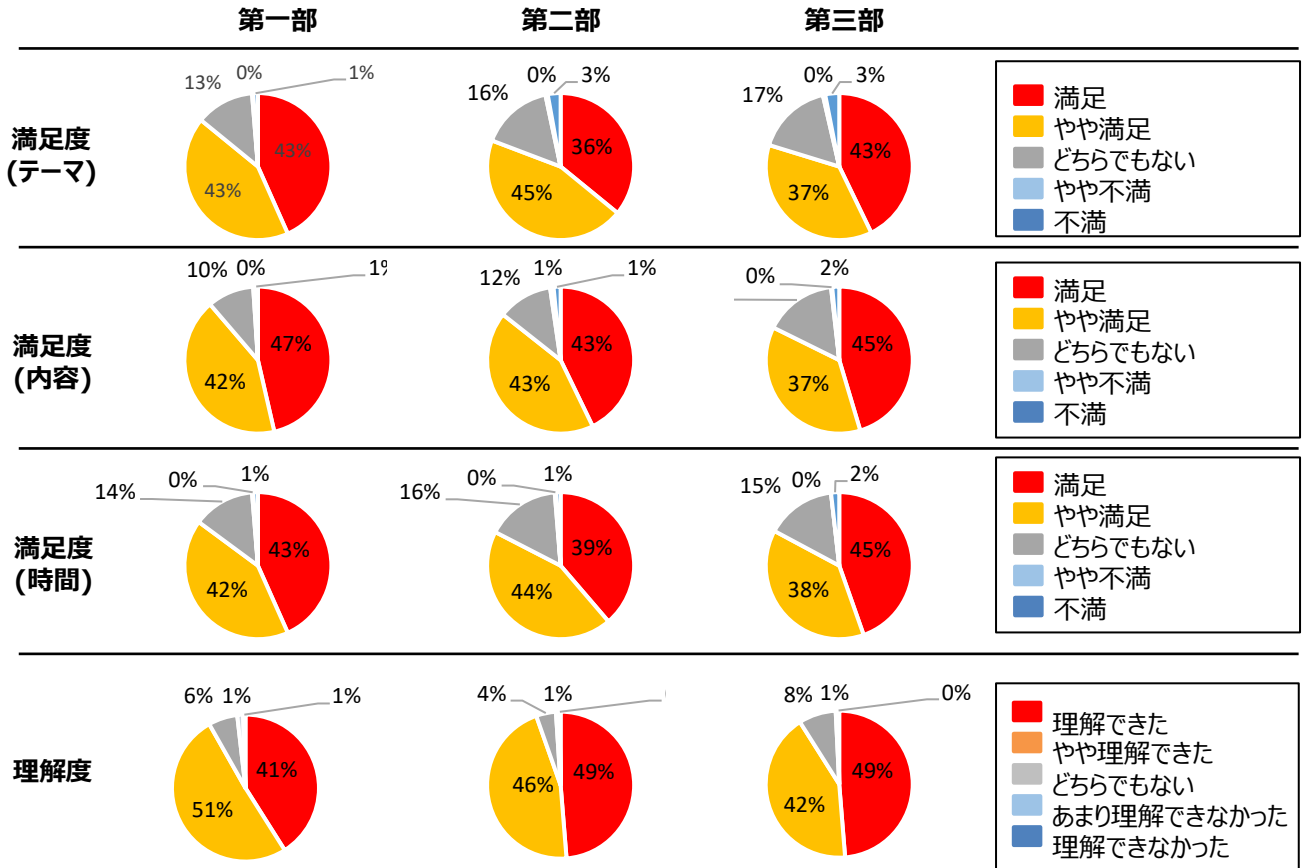 第一部 第二部 第三部
満足度
(テーマ)
13% 0% 1%
43%
43%
16% 0% 3%
36%
45%
17% 0% 3%
43%
37%
満足
やや満足
どちらでもない
やや不満
不満
満足度
(内容)
10% 0% 1%
47%
42%
12% 1% 1%
43%
43%
0% 2%
45%
37%
満足
やや満足
どちらでもない
やや不満
不満
満足度
(時間)
14% 0% 1%
43%
42%
16% 0% 1%
39%
44%
15% 0% 2%
45%
38%
満足
やや満足
どちらでもない
やや不満
不満
理解度
6% 1% 1%
41%
51%
4% 1%
49%
46%
8% 1% 0%
49%
42%
理解できた
やや理解できた
どちらでもない
あまり理解できなかった
理解できなかった